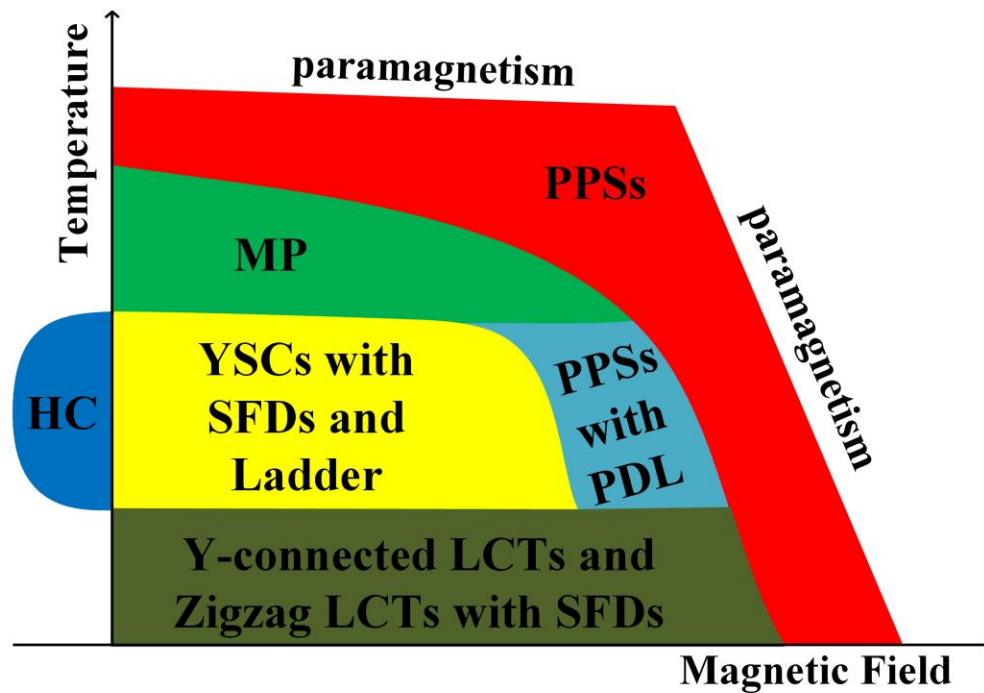 paramagnetism
Temperature
PPSs
MP
paramagnetism
HC
YSCs with
SFDs and
Ladder
PPSs
with
PDL
Y-connected LCTs and
Zigzag LCTs with SFDs
Magnetic Field